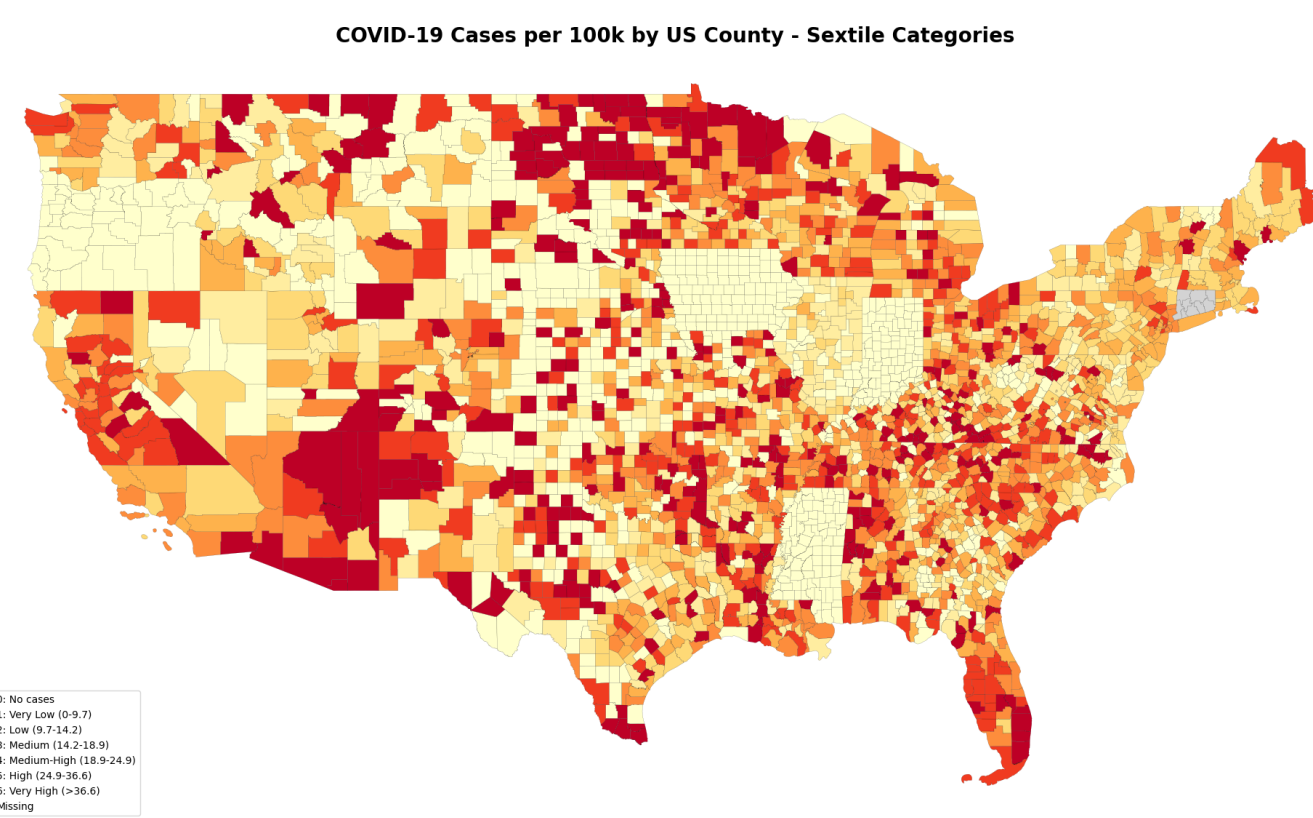 COVID-19 Cases per 100k by US County - Sextile Categories
0: No cases
1: Very Low (0-9.7)
2: Low (9.7-14.2)
3: Medium (14.2-18.9)
4: Medium-High (18.9-24.9)
5: High (24.9-36.6)
6: Very High (>36.6)
Missing